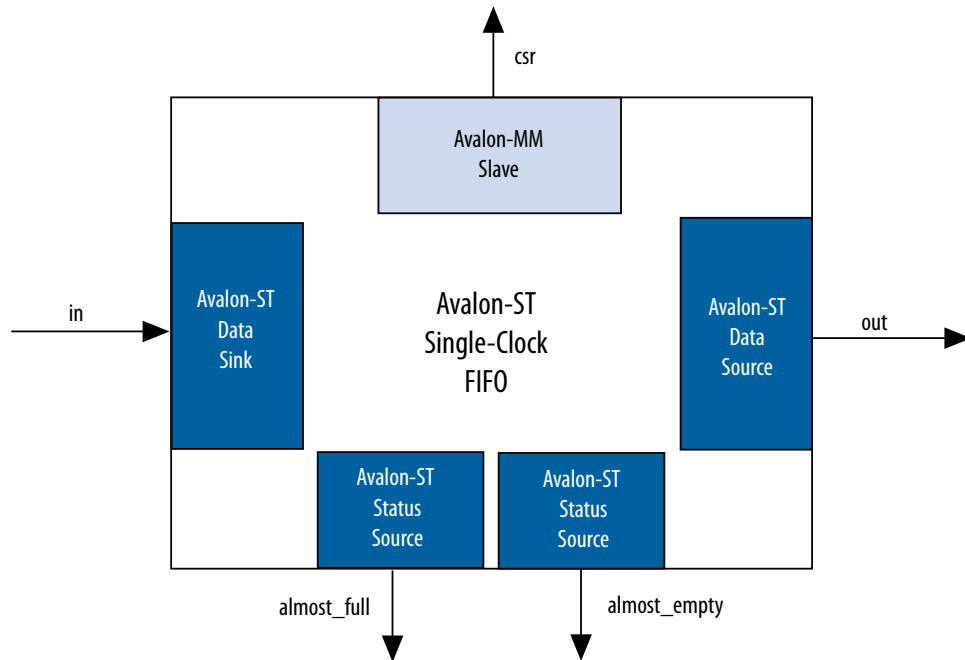 csr
Avalon-MM
Slave
Avalon-ST
Data
Sink
in
Avalon-ST
Single-Clock
FIFO
Avalon-ST
Data
Source
out
Avalon-ST
Status
Source
Avalon-ST
Status
Source
almost_full
almost_empty